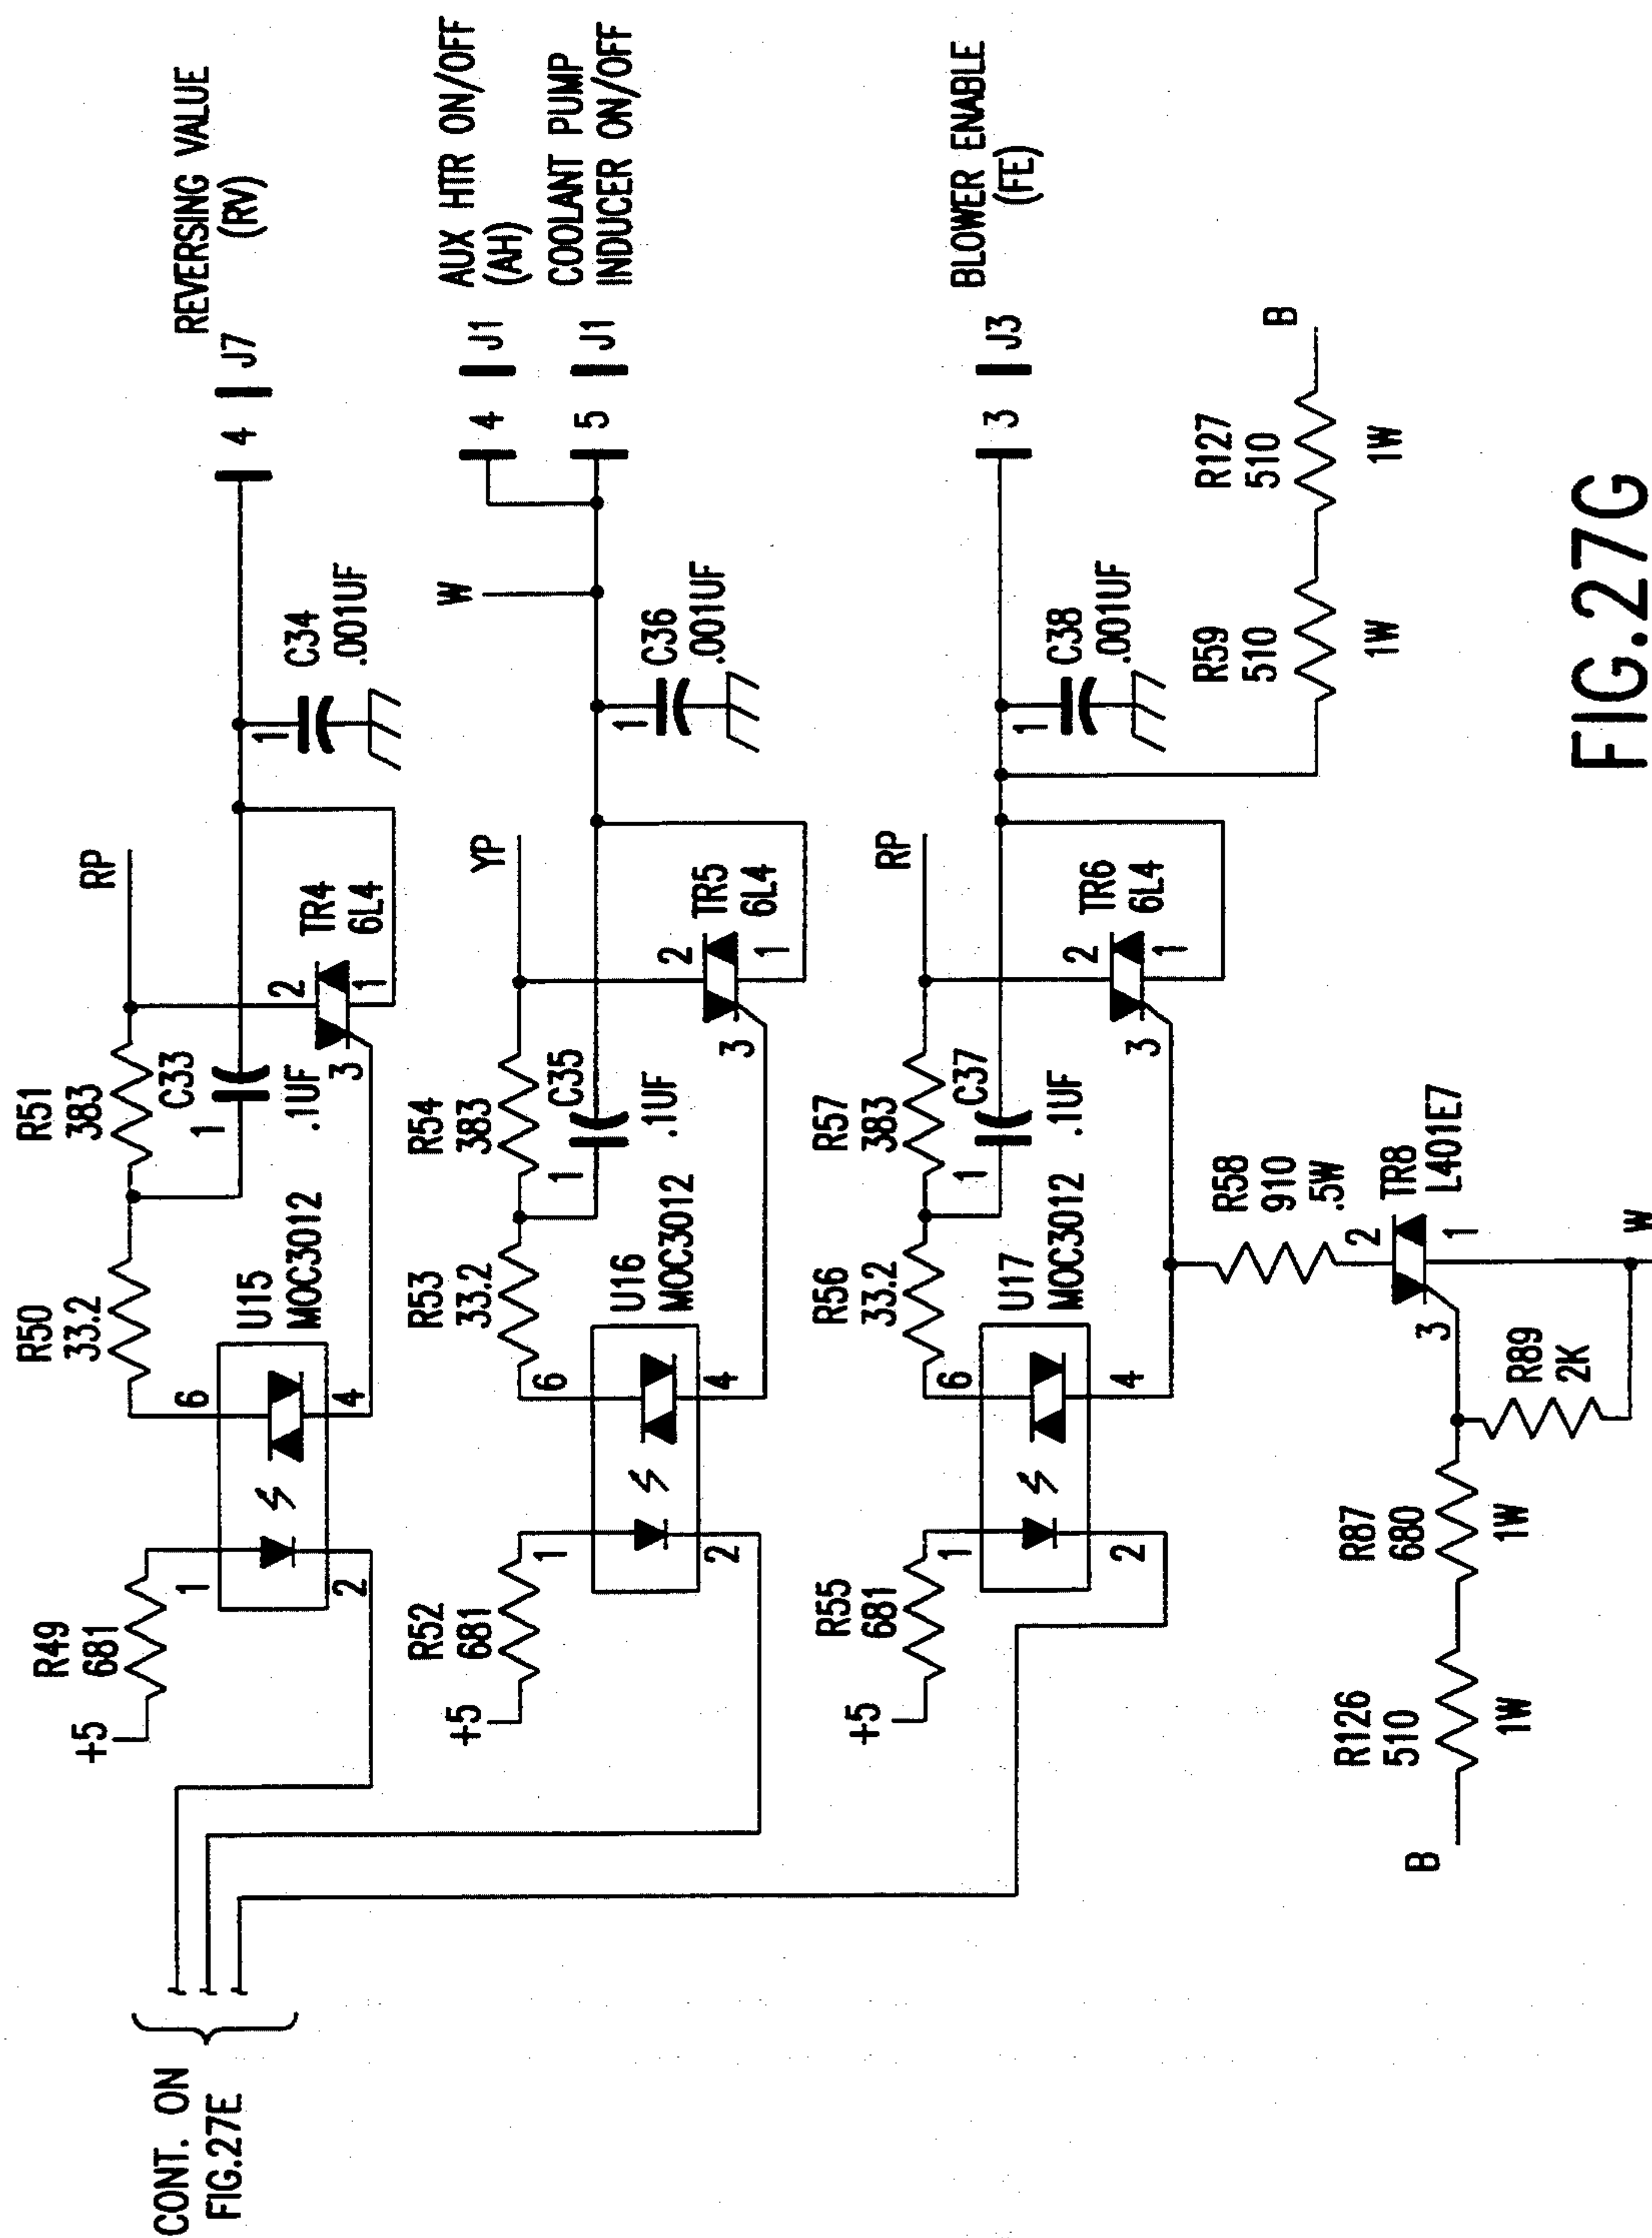 CONT. ON
FIG.27E
+5
R49
681
1
2
R50
33.2
6
4
U15
MOC3012
R51
383
1
C33
.1UF
RP
2
1
3
TR4
6L4
1
C34
.001UF
4
J7
REVERSING VALUE
(RV)
+5
R52
681
1
2
R53
33.2
6
4
U16
MOC3012
R54
383
1
C35
.1UF
YP
2
1
3
TR5
6L4
1
C36
.001UF
W
4
J1
5
J1
AUX HTR ON/OFF
(AH)
COOLANT PUMP
INDUCER ON/OFF
+5
R55
681
1
2
R56
33.2
6
4
U17
MOC3012
R57
383
1
C37
.1UF
RP
2
1
3
TR6
6L4
1
C38
.001UF
3
J3
BLOWER ENABLE
(FE)
R59
510
1W
R127
510
1W
B
R58
910
.5W
2
1
3
TR8
L401E7
B
R126
510
1W
R87
680
1W
R89
2K
W
FIG.27G